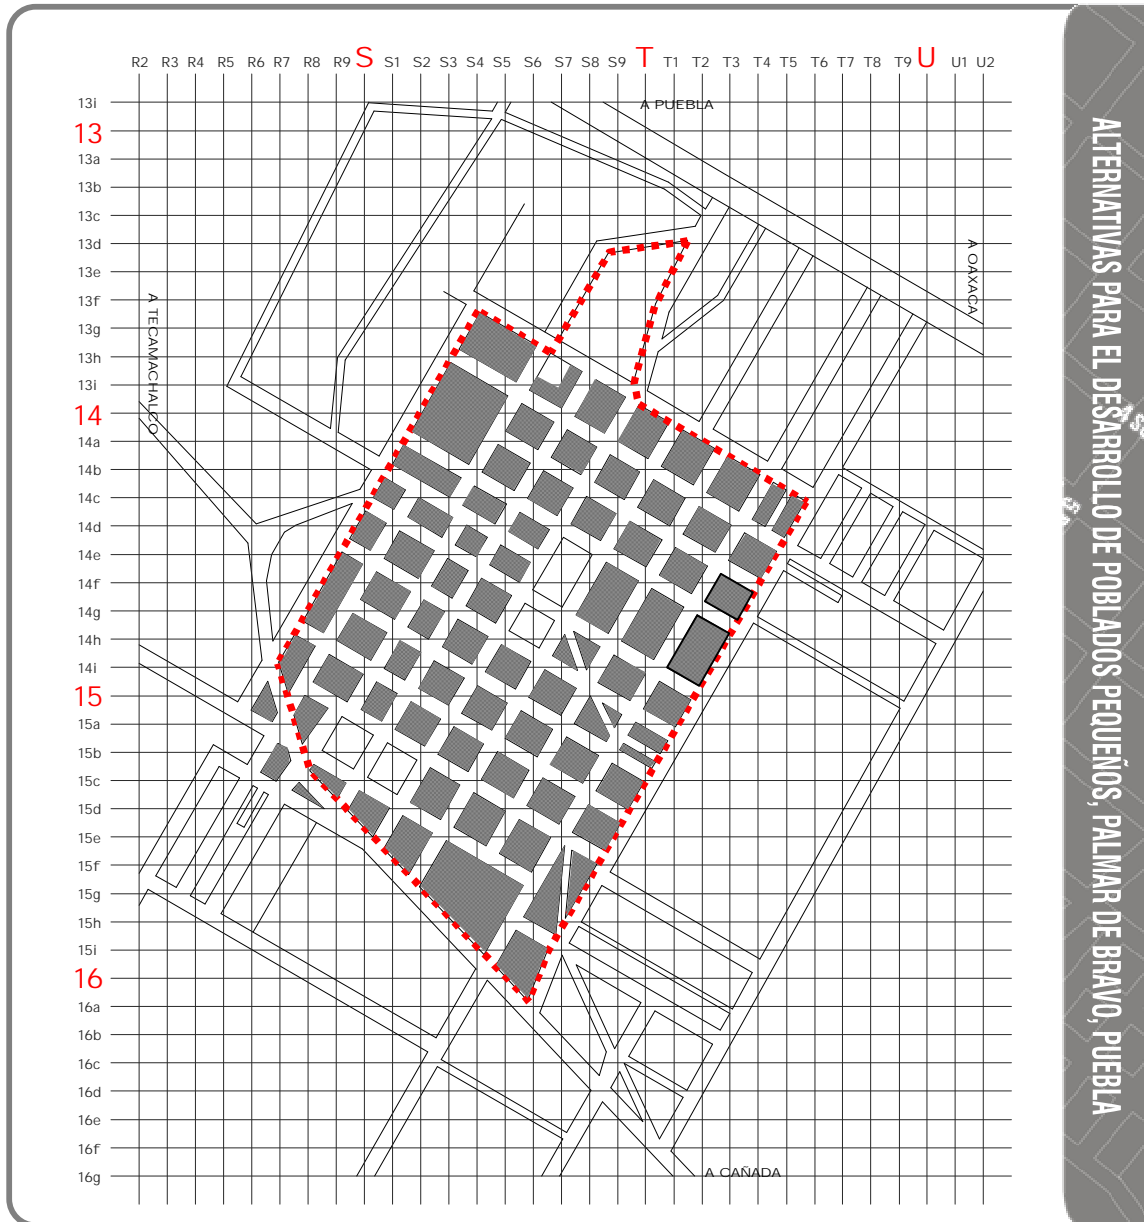 R2 R3 R4 R5 R6 R7 R8 R9 S S1 S2 S3 S4 S5 S6 S7 S8 S9 T T1 T2 T3 T4 T5 T6 T7 T8 T9 U U1 U2
13i
A PUEBLA
13
13a
13b
13c
13d
13e
13f
13g
13h
13i
14
14a
14b
14c
14d
14e
14f
14g
14h
14i
15
15a
15b
15c
15d
15e
15f
15g
15h
15i
16
16a
16b
16c
16d
16e
16f
16g
A TECAMACHALCO
A OAXACA
A CAÑADA
ALTERNATIVAS PARA EL DESARROLLO DE POBLADOS PEQUEÑOS, PALMAR DE BRAVO, PUEBLA